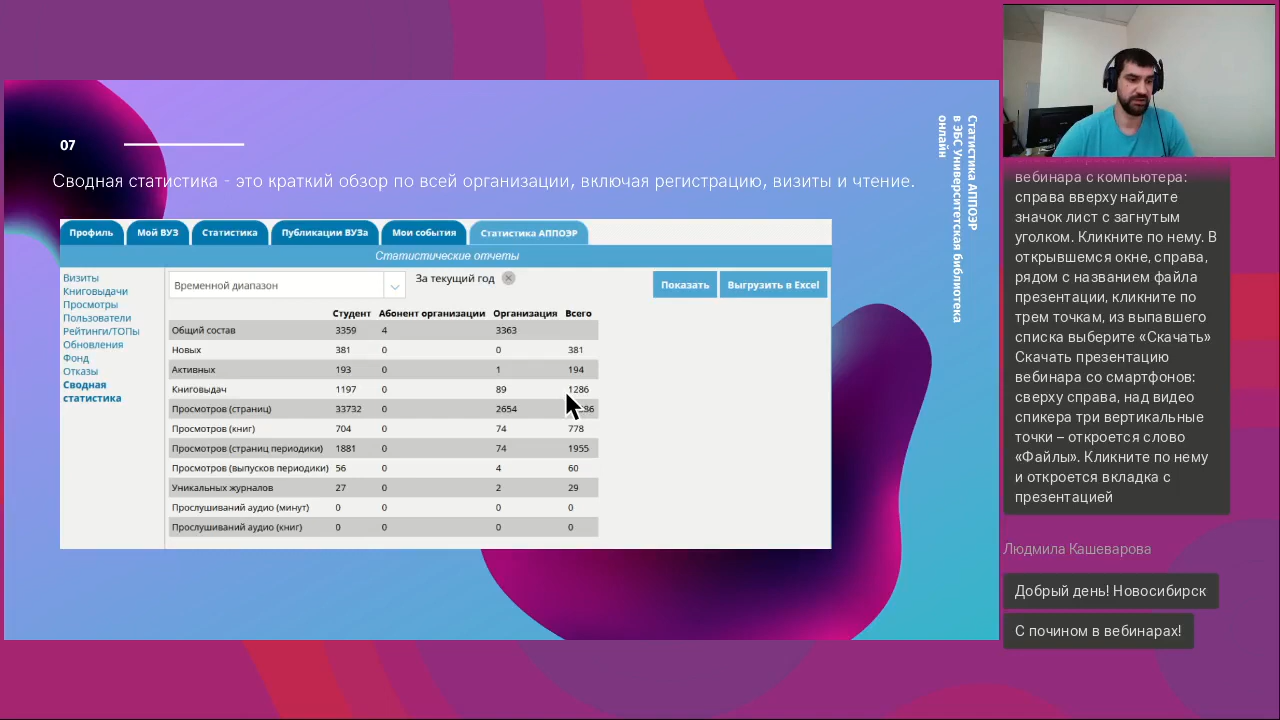 07
Сводная статистика - это краткий обзор по всей организации, включая регистрацию, визиты и чтение.
Статистика АППОЭР
в ЭБС Университетская библиотека
онлайн
Профиль Мой ВУЗ Статистика Публикации ВУЗа Мои события Статистика АППОЭР
Статистические отчеты
Визиты
Книговыдачи
Просмотры
Пользователи
Рейтинги/ТОПы
Обновления
Фонд
Отказы
Сводная
статистика
Временной диапазон За текущий год Показать Выгрузить в Excel
Студент Абонент организации Организация Всего
Общий состав 3359 4 3363
Новых 381 0 0 381
Активных 193 0 1 194
Книговыдач 1197 0 89 1286
Просмотров (страниц) 33732 0 2654
Просмотров (книг) 704 0 74 778
Просмотров (страниц периодики) 1881 0 74 1955
Просмотров (выпусков периодики) 56 0 4 60
Уникальных журналов 27 0 2 29
Прослушиваний аудио (минут) 0 0 0 0
Прослушиваний аудио (книг) 0 0 0 0
вебинара с компьютера:
справа вверху найдите
значок лист с загнутым
уголком. Кликните по нему. В
открывшемся окне, справа,
рядом с названием файла
презентации, кликните по
трем точкам, из выпавшего
списка выберите «Скачать»
Скачать презентацию
вебинара со смартфонов:
сверху справа, над видео
спикера три вертикальные
точки – откроется слово
«Файлы». Кликните по нему
и откроется вкладка с
презентацией
Людмила Кашеварова
Добрый день! Новосибирск
С почином в вебинарах!